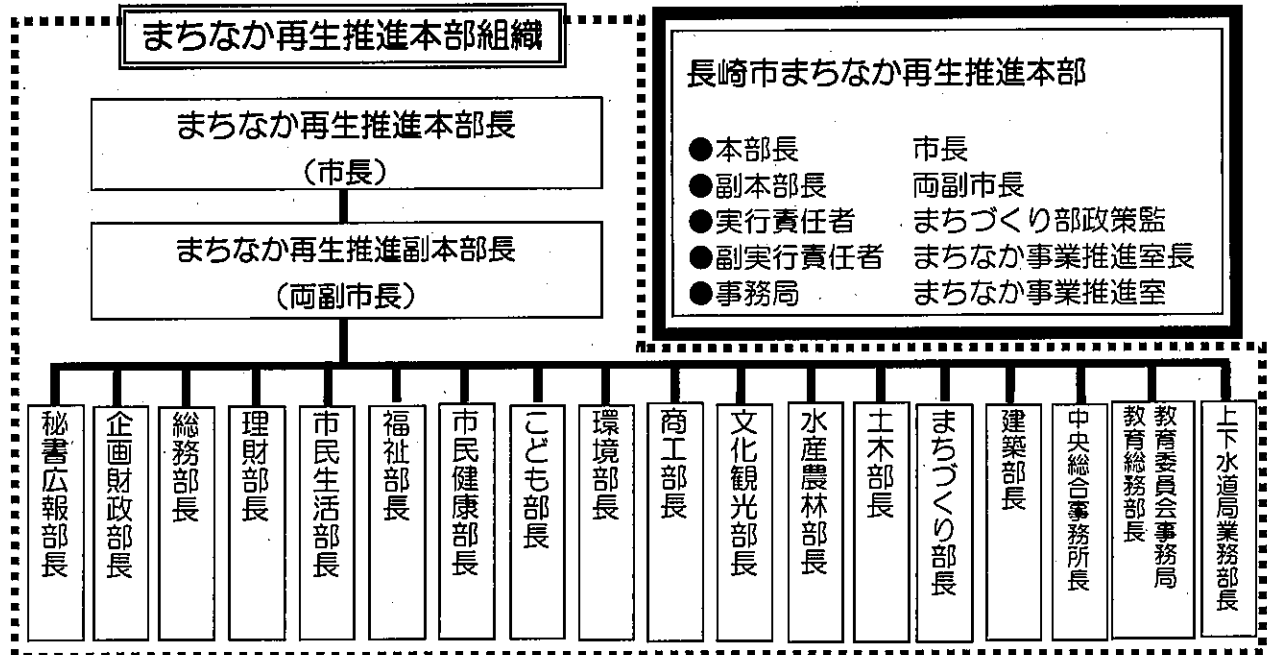 まちなか再生推進本部組織
まちなか再生推進本部長
（市長）
まちなか再生推進副本部長
（両副市長）
長崎市まちなか再生推進本部
●本部長 市長
●副本部長 両副市長
●実行責任者 まちづくり部政策監
●副実行責任者 まちなか事業推進室長
●事務局 まちなか事業推進室
秘書広報部長
企画財政部長
総務部長
理財部長
市民生活部長
福祉部長
市民健康部長
こども部長
環境部長
商工部長
文化観光部長
水産農林部長
土木部長
まちづくり部長
建築部長
中央総合事務所長
教育委員会事務局
教育総務部長
上下水道局業務部長